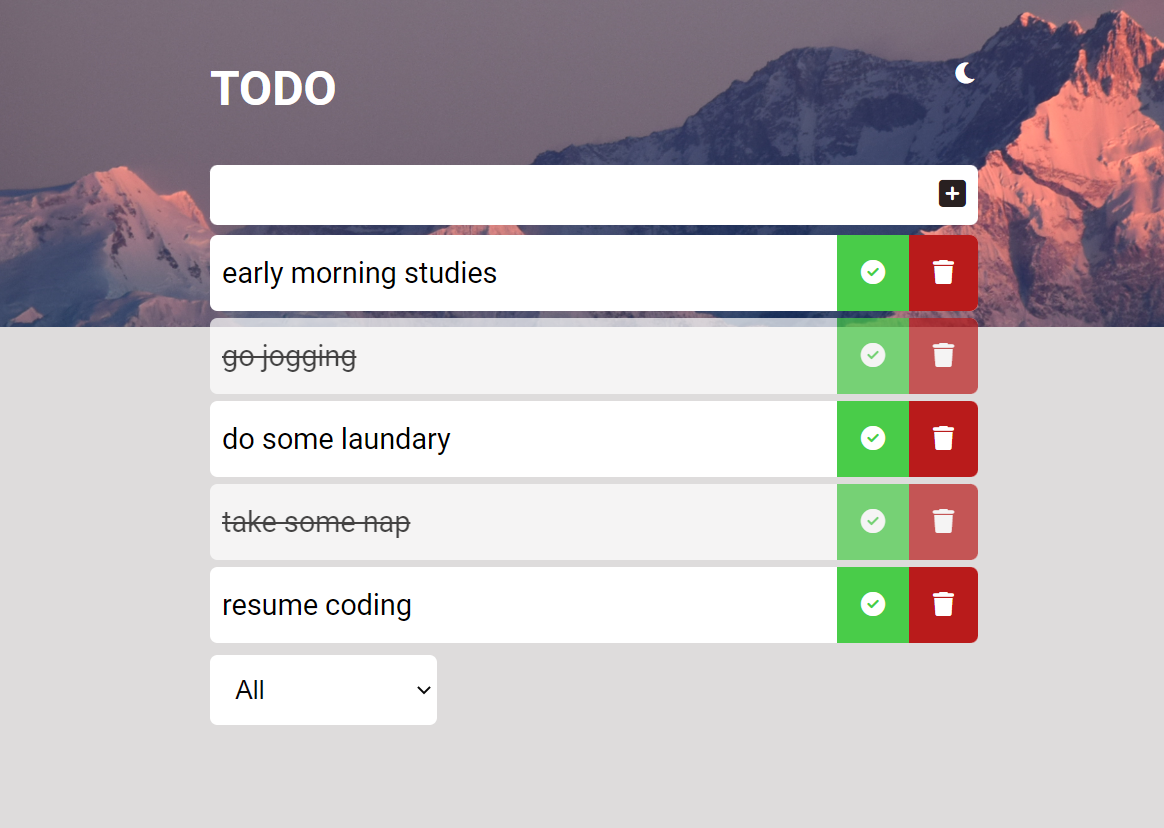 TODO
early morning studies
go jogging
do some laundary
take some nap
resume coding
All